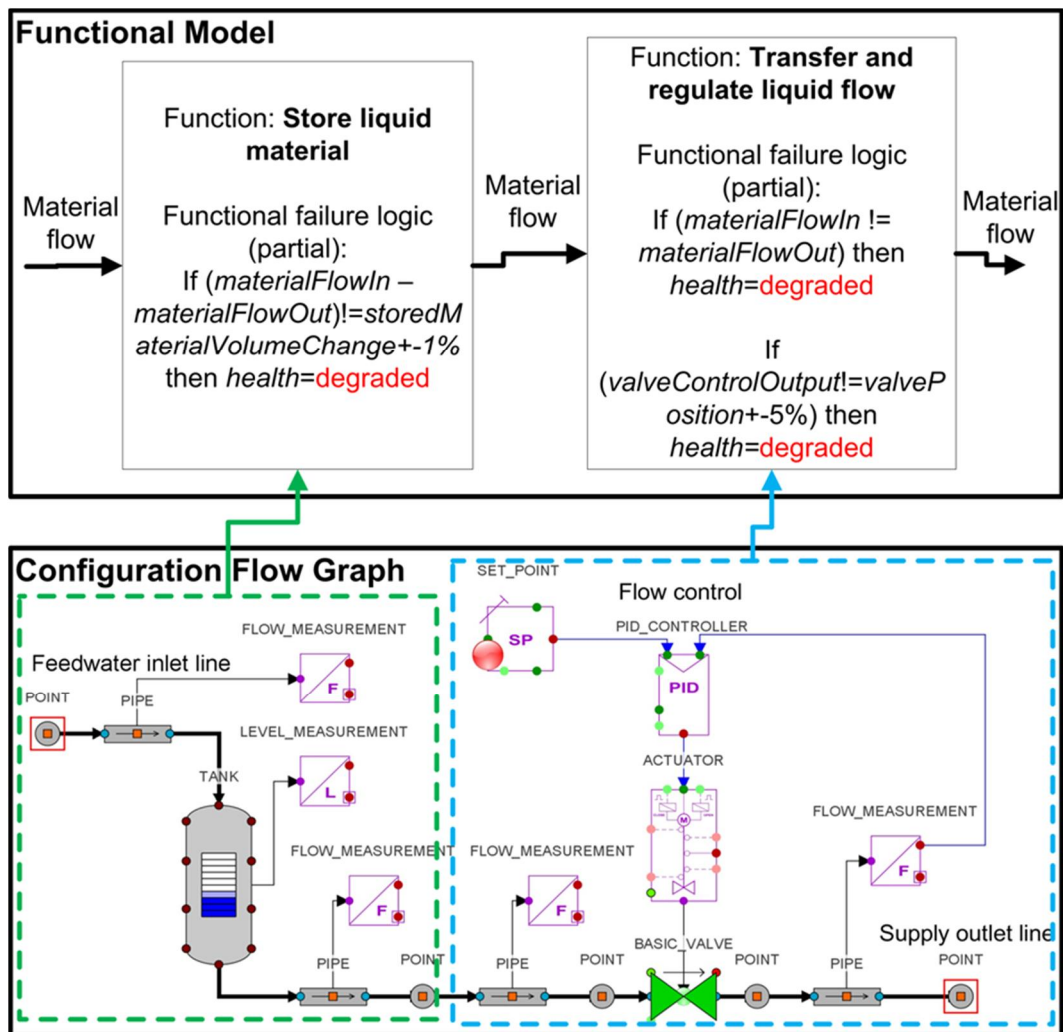 Functional Model
Material
flow
Function: Store liquid
material
Functional failure logic
(partial):
If (materialFlowIn –
materialFlowOut)!=storedM
aterialVolumeChange+-1%
then health=degraded
Material
flow
Function: Transfer and
regulate liquid flow
Functional failure logic
(partial):
If (materialFlowIn !=
materialFlowOut) then
health=degraded
If
(valveControlOutput!=valveP
osition+-5%) then
health=degraded
Material
flow
Configuration Flow Graph
FLOW_MEASUREMENT
Feedwater inlet line
F
POINT
PIPE
LEVEL_MEASUREMENT
TANK
L
FLOW_MEASUREMENT
F
PIPE
POINT
SET_POINT
Flow control
SP
PID_CONTROLLER
PID
ACTUATOR
M
FLOW_MEASUREMENT
F
FLOW_MEASUREMENT
F
BASIC_VALVE
Supply outlet line
PIPE
POINT
POINT
PIPE
POINT